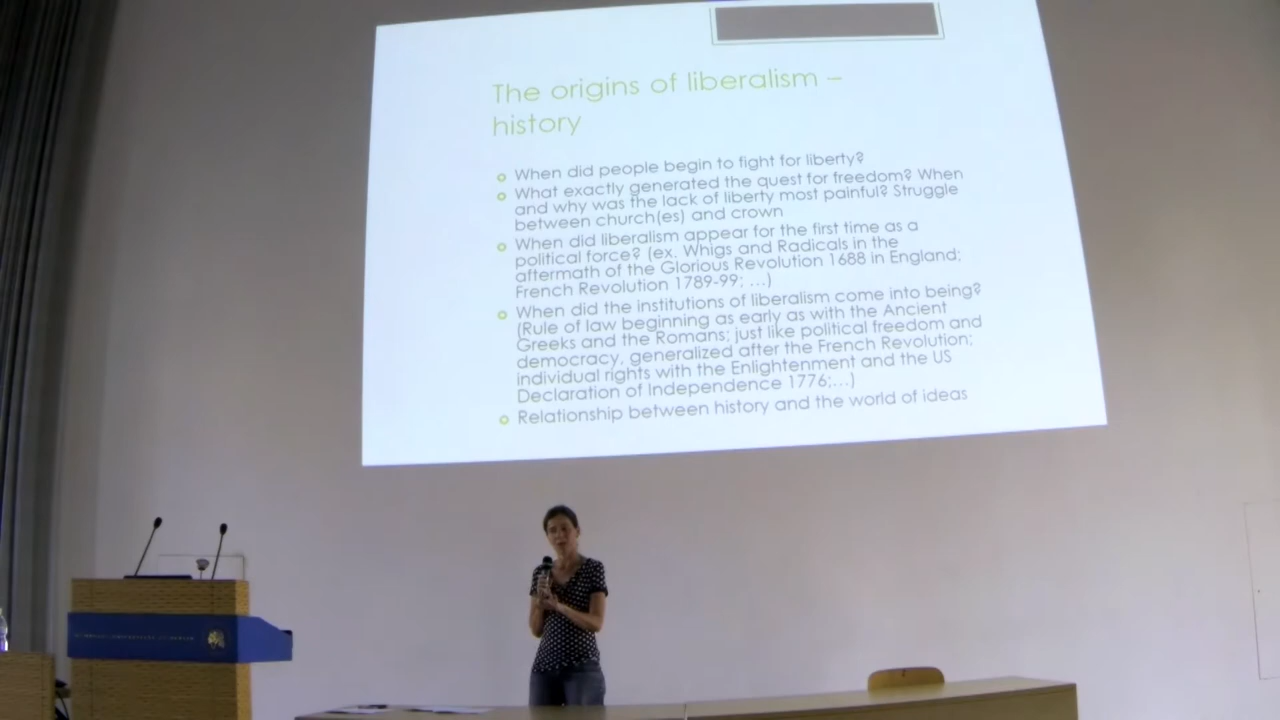 The origins of liberalism –
history
When did people begin to fight for liberty?
What exactly generated the quest for freedom? When
and why was the lack of liberty most painful? Struggle
between church(es) and crown
When did liberalism appear for the first time as a
political force? (ex. Whigs and Radicals in the
aftermath of the Glorious Revolution 1688 in England;
French Revolution 1789-99; …)
When did the institutions of liberalism come into being?
(Rule of law beginning as early as with the Ancient
Greeks and the Romans; just like political freedom and
democracy, generalized after the French Revolution;
individual rights with the Enlightenment and the US
Declaration of Independence 1776;…)
Relationship between history and the world of ideas